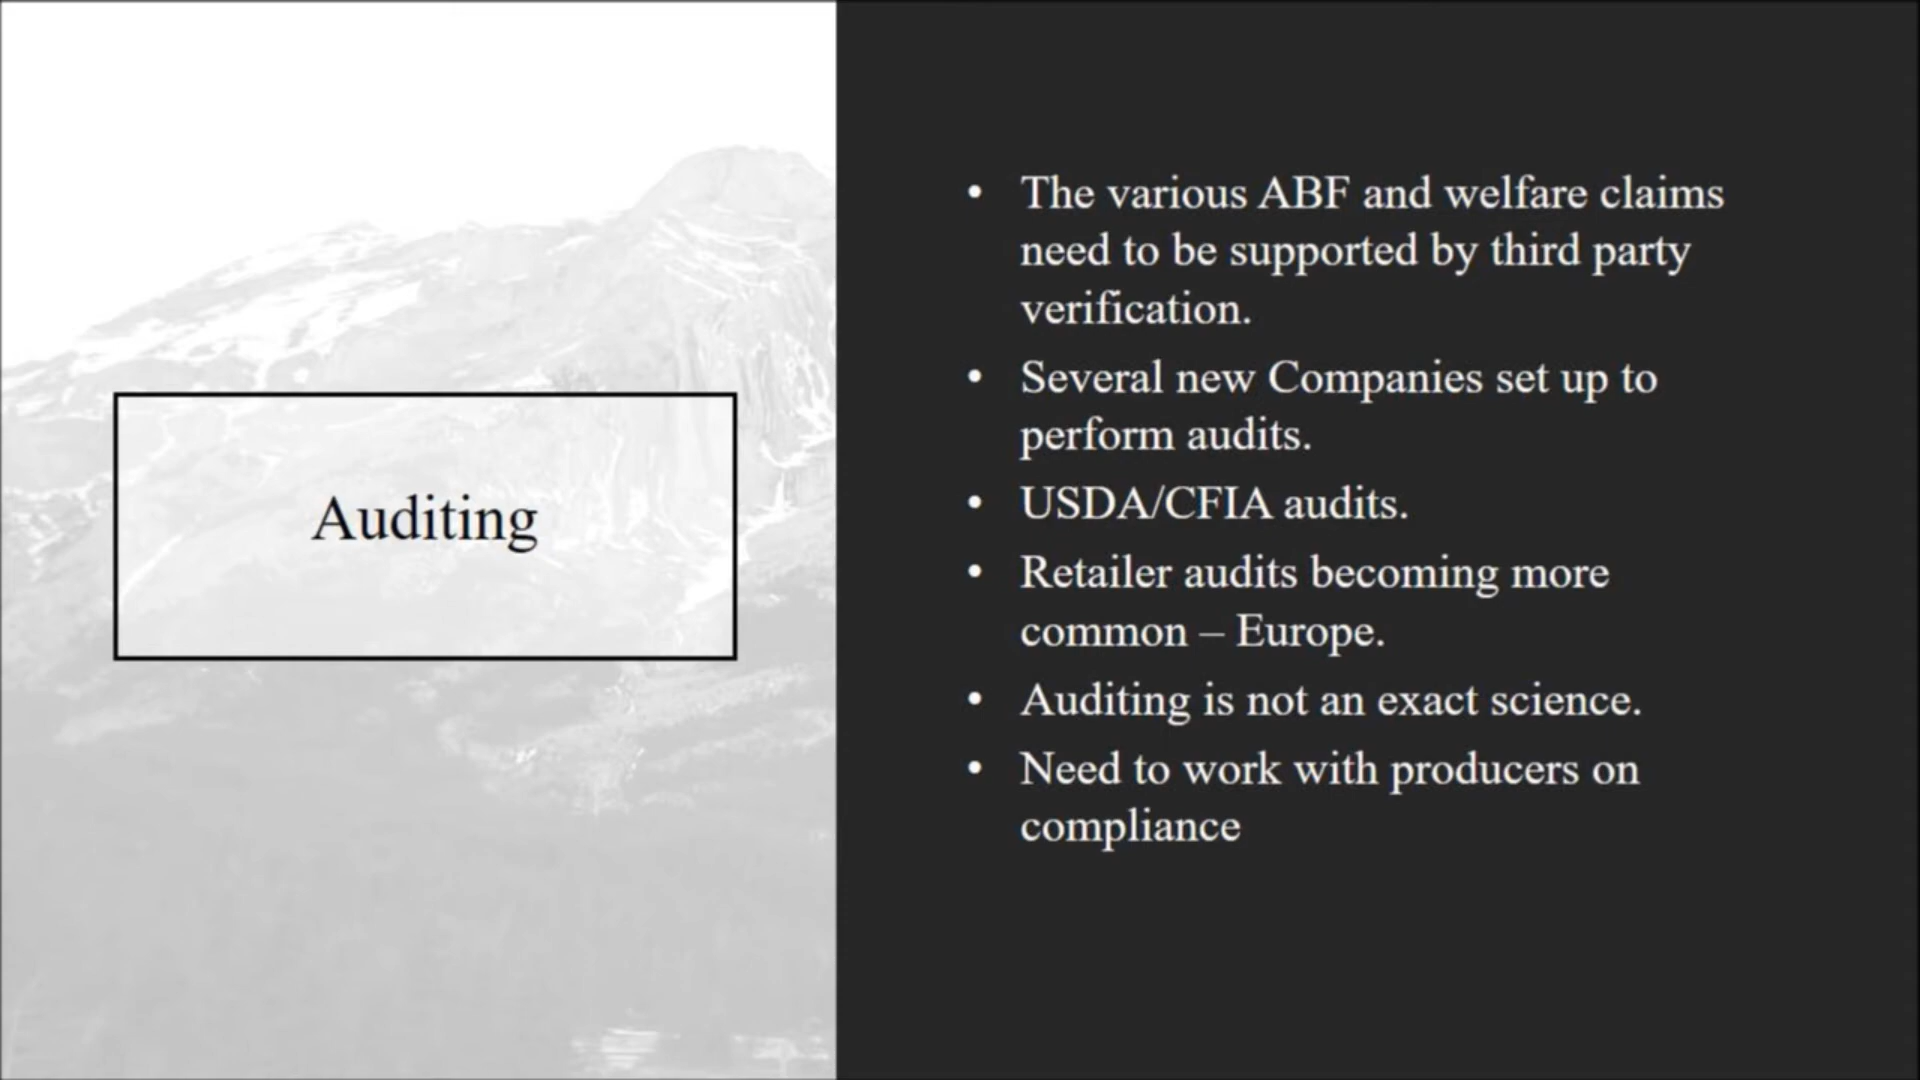 Auditing
• The various ABF and welfare claims
need to be supported by third party
verification.
• Several new Companies set up to
perform audits.
• USDA/CFIA audits.
• Retailer audits becoming more
common – Europe.
• Auditing is not an exact science.
• Need to work with producers on
compliance